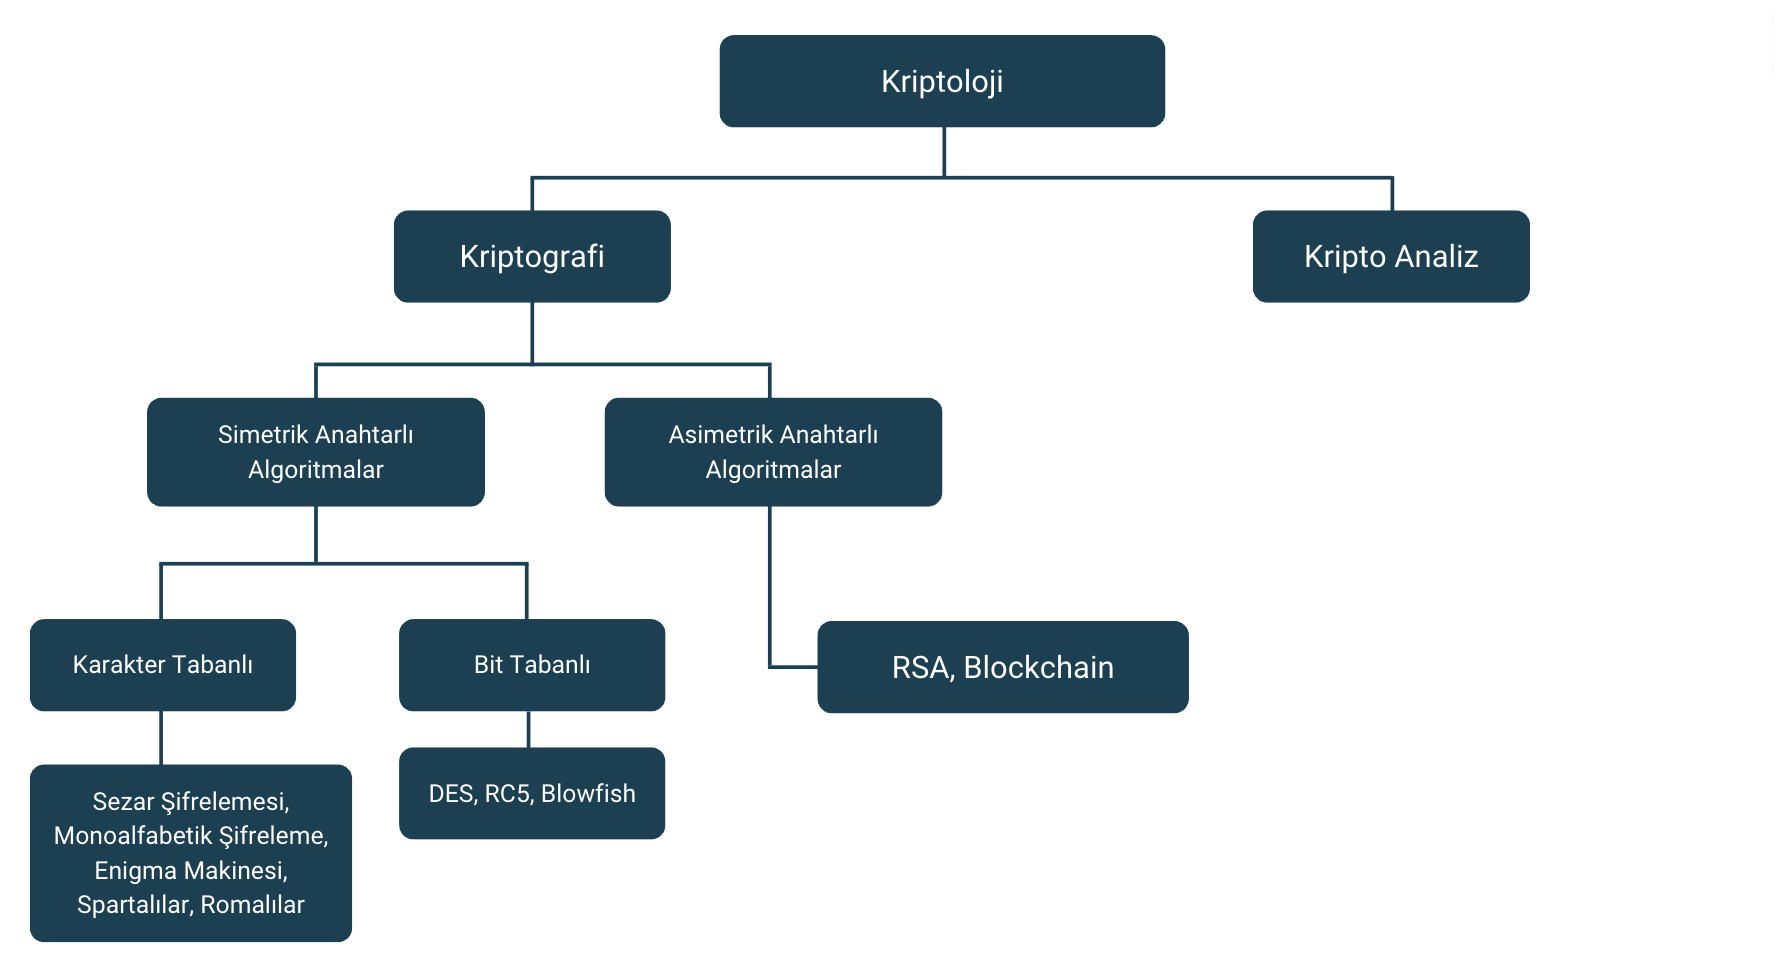 Kriptoloji
Kriptografi
Kripto Analiz
Simetrik Anahtarlı
Algoritmalar
Asimetrik Anahtarlı
Algoritmalar
Karakter Tabanlı
Bit Tabanlı
RSA, Blockchain
Sezar Şifrelemesi,
Monoalfabetik Şifreleme,
Enigma Makinesi,
Spartalılar, Romalılar
DES, RC5, Blowfish